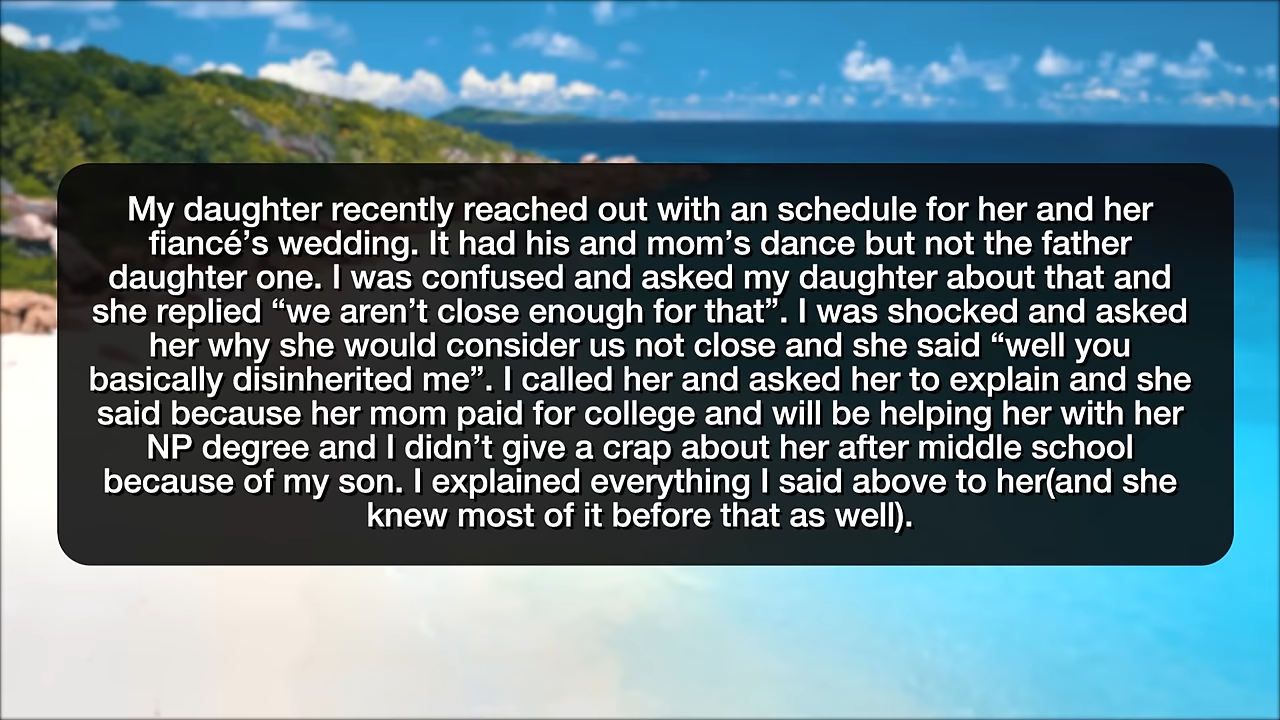 My daughter recently reached out with an schedule for her and her
fiancé’s wedding. It had his and mom’s dance but not the father
daughter one. I was confused and asked my daughter about that and
she replied “we aren’t close enough for that”. I was shocked and asked
her why she would consider us not close and she said “well you
basically disinherited me”. I called her and asked her to explain and she
said because her mom paid for college and will be helping her with her
NP degree and I didn’t give a crap about her after middle school
because of my son. I explained everything I said above to her(and she
knew most of it before that as well).